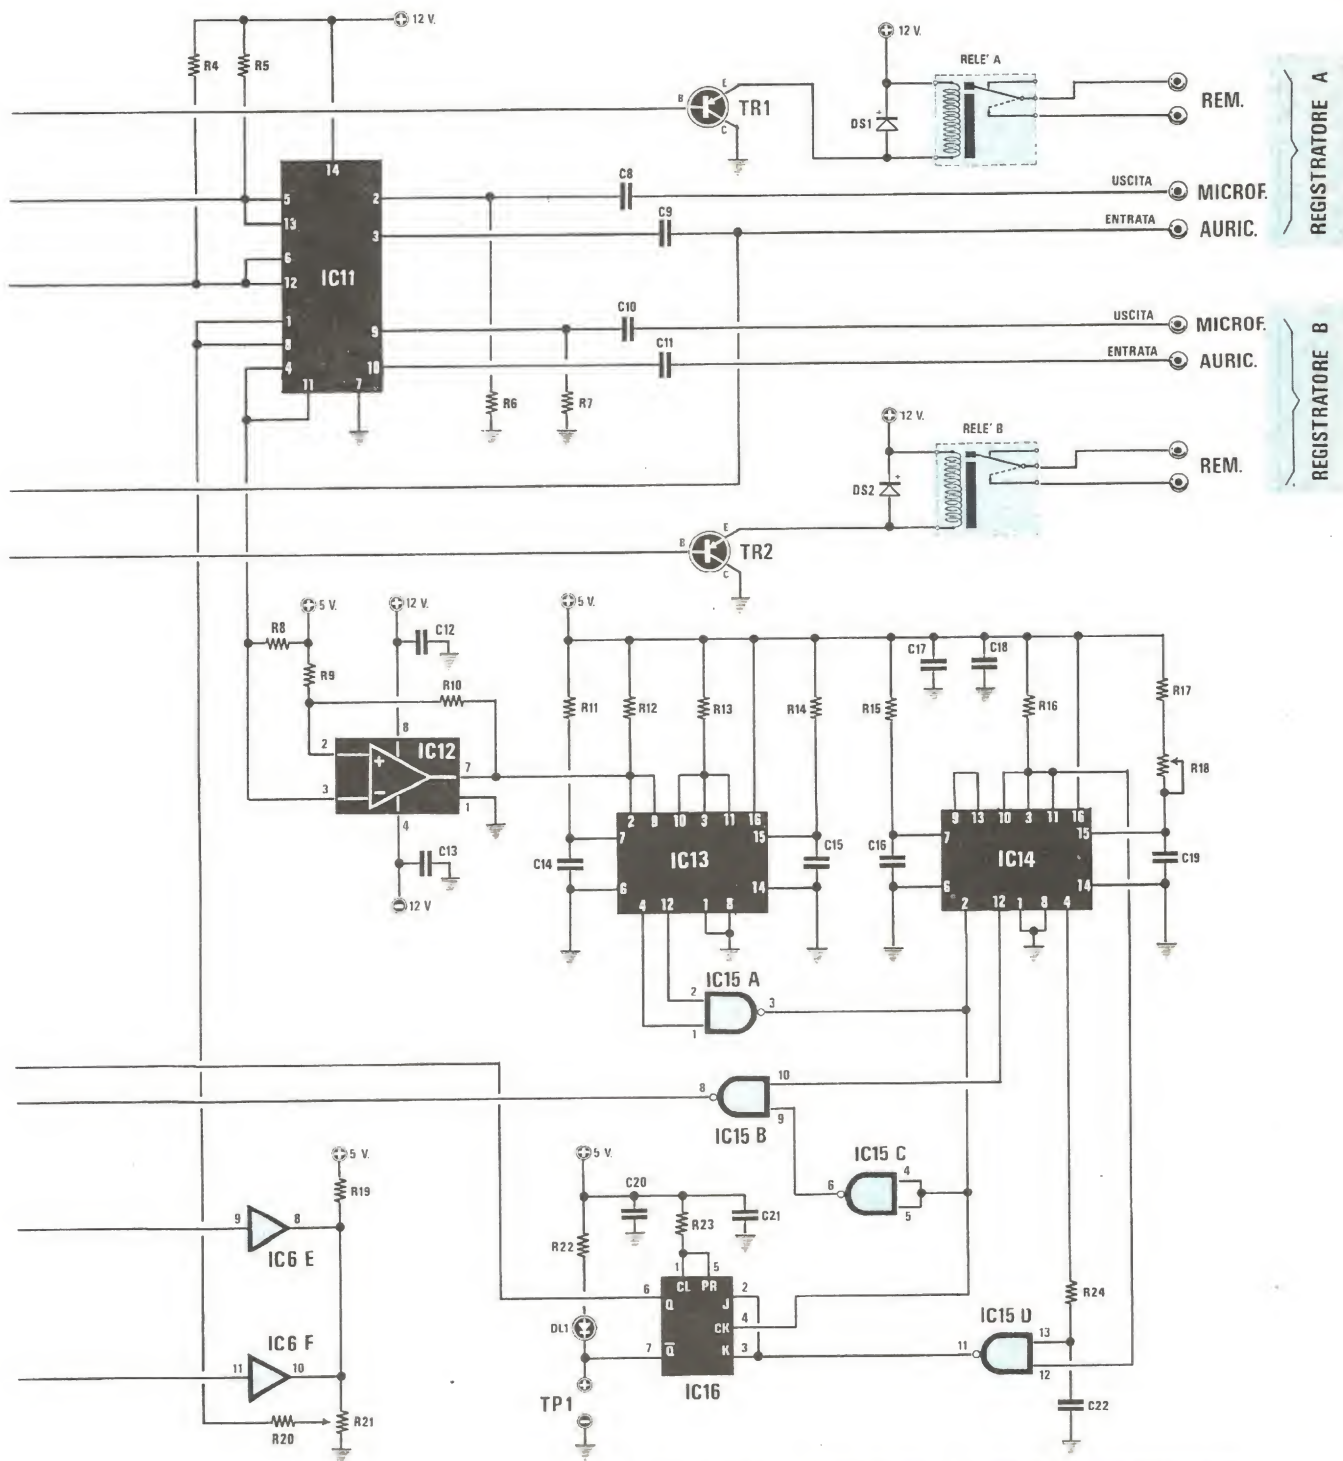 12 V.
R4
R5
B
E
C
TR1
12 V.
DS1
+
RELE' A
REM.
REGISTRATORE A
14
5
13
6
12
1
8
4
11
7
2
3
9
10
IC11
C8
USCITA
MICROF.
C9
ENTRATA
AURIC.
C10
USCITA
MICROF.
C11
ENTRATA
AURIC.
REGISTRATORE B
R6
R7
12 V.
DS2
+
RELE' B
REM.
B
E
C
TR2
5 V.
12 V.
R8
C12
R9
R10
8
2
3
+
−
IC12
7
1
4
C13
12 V
5 V.
R11
R12
R13
R14
R15
C17
C18
R16
R17
R18
2
9
10
3
11
16
7
15
IC13
6
14
4
12
1
8
C14
C15
C16
9
13
10
3
11
16
7
15
IC14
6
14
2
12
1
8
4
C19
IC15 A
2
1
3
8
10
9
IC15 B
IC15 C
6
4
5
5 V.
R19
9
8
IC6 E
IC6 F
11
10
R20
R21
5 V.
C20
R23
C21
R22
1
5
CL
PR
6
Q
J
2
CK
4
7
Q
K
3
IC16
DL1
TP1
R24
IC15 D
11
13
12
C22